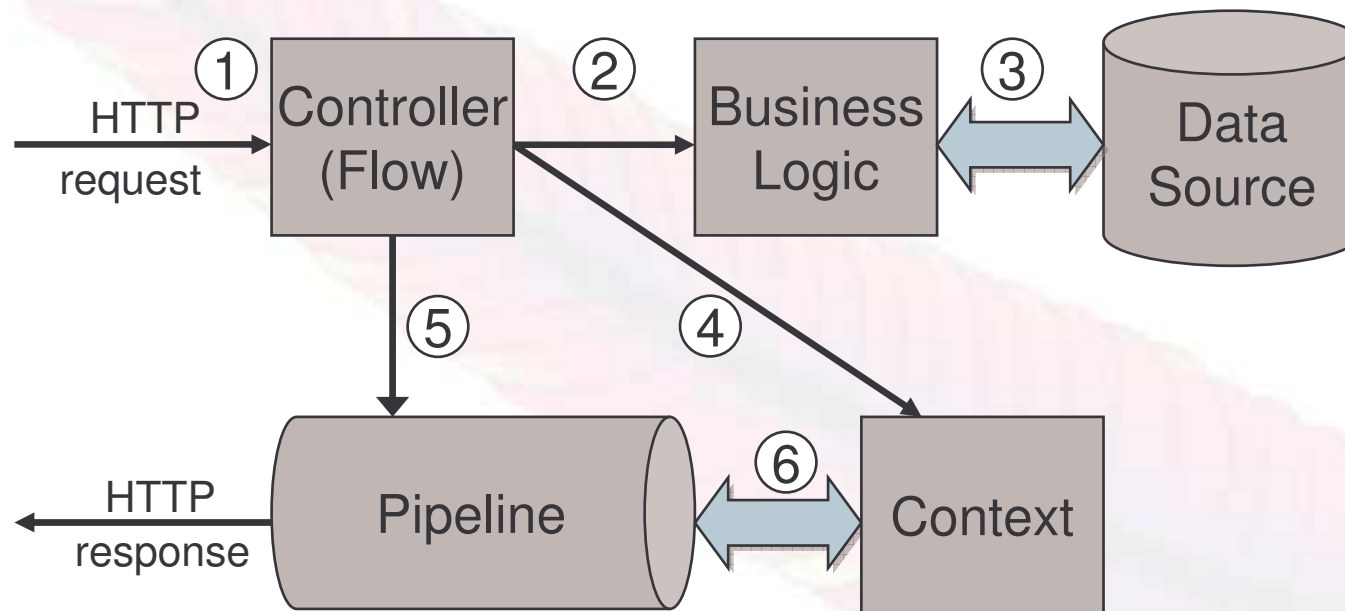 ①
HTTP
request
Controller
(Flow)
②
Business
Logic
③
Data
Source
⑤
④
HTTP
response
Pipeline
⑥
Context